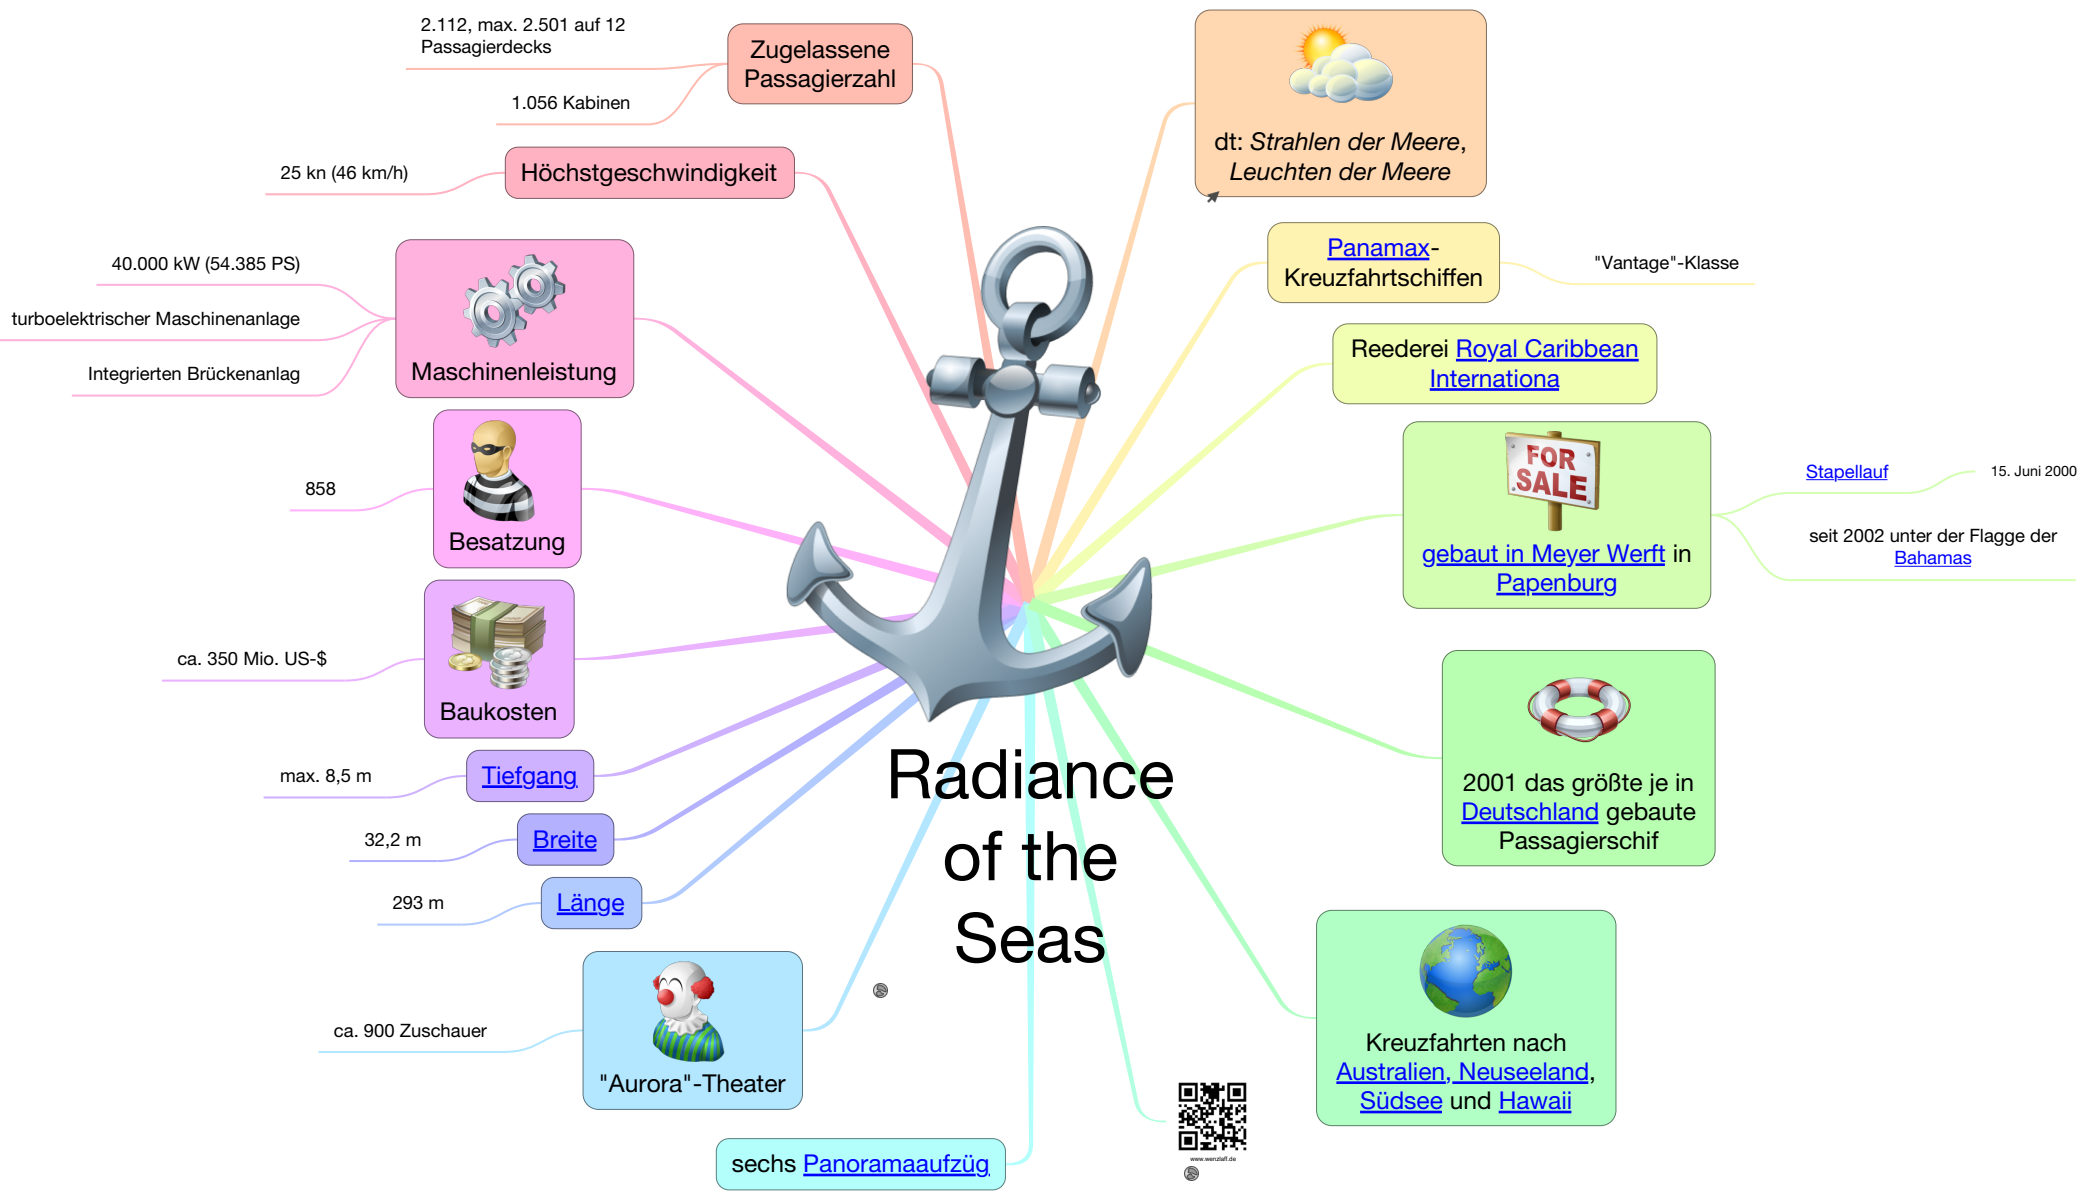 2.112, max. 2.501 auf 12
Passagierdecks
1.056 Kabinen
Zugelassene
Passagierzahl
25 kn (46 km/h)
Höchstgeschwindigkeit
40.000 kW (54.385 PS)
turboelektrischer Maschinenanlage
Integrierten Brückenanlag
Maschinenleistung
858
Besatzung
ca. 350 Mio. US-$
Baukosten
max. 8,5 m
Tiefgang
32,2 m
Breite
293 m
Länge
ca. 900 Zuschauer
"Aurora"-Theater
sechs Panoramaaufzüg
Radiance
of the
Seas
dt: Strahlen der Meere,
Leuchten der Meere
Panamax-
Kreuzfahrtschiffen
"Vantage"-Klasse
Reederei Royal Caribbean
Internationa
FOR
SALE
gebaut in Meyer Werft in
Papenburg
Stapellauf
15. Juni 2000
seit 2002 unter der Flagge der
Bahamas
2001 das größte je in
Deutschland gebaute
Passagierschif
Kreuzfahrten nach
Australien, Neuseeland,
Südsee und Hawaii
www.wenzlaff.de